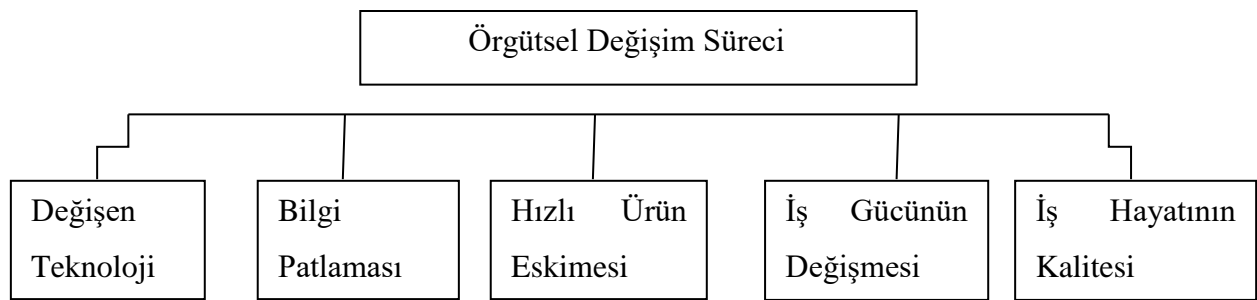 Örgütsel Değişim Süreci
Değişen
Teknoloji
Bilgi
Patlaması
Hızlı Ürün
Eskimesi
İş Gücünün
Değişmesi
İş Hayatının
Kalitesi